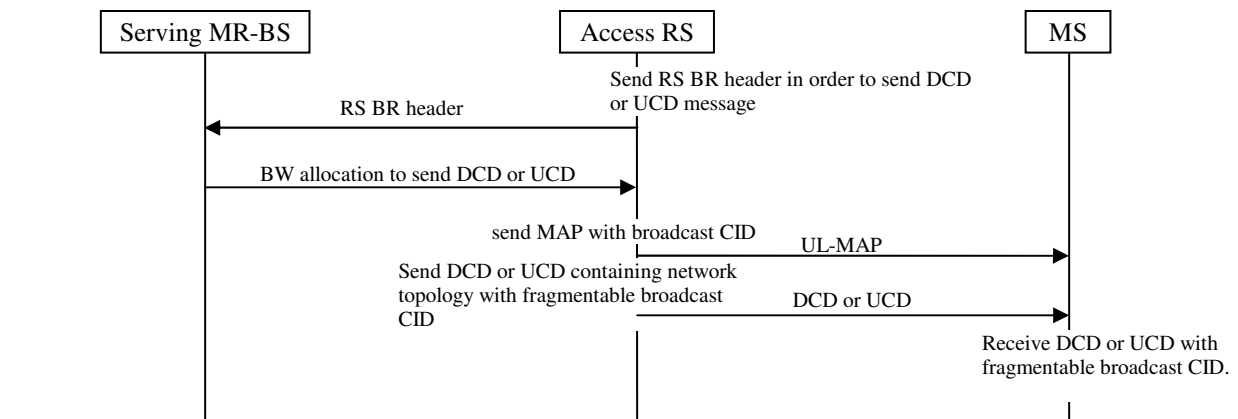 Serving MR-BS
Access RS
MS
Send RS BR header in order to send DCD
or UCD message
RS BR header
BW allocation to send DCD or UCD
send MAP with broadcast CID
UL-MAP
Send DCD or UCD containing network
topology with fragmentable broadcast
CID
DCD or UCD
Receive DCD or UCD with
fragmentable broadcast CID.